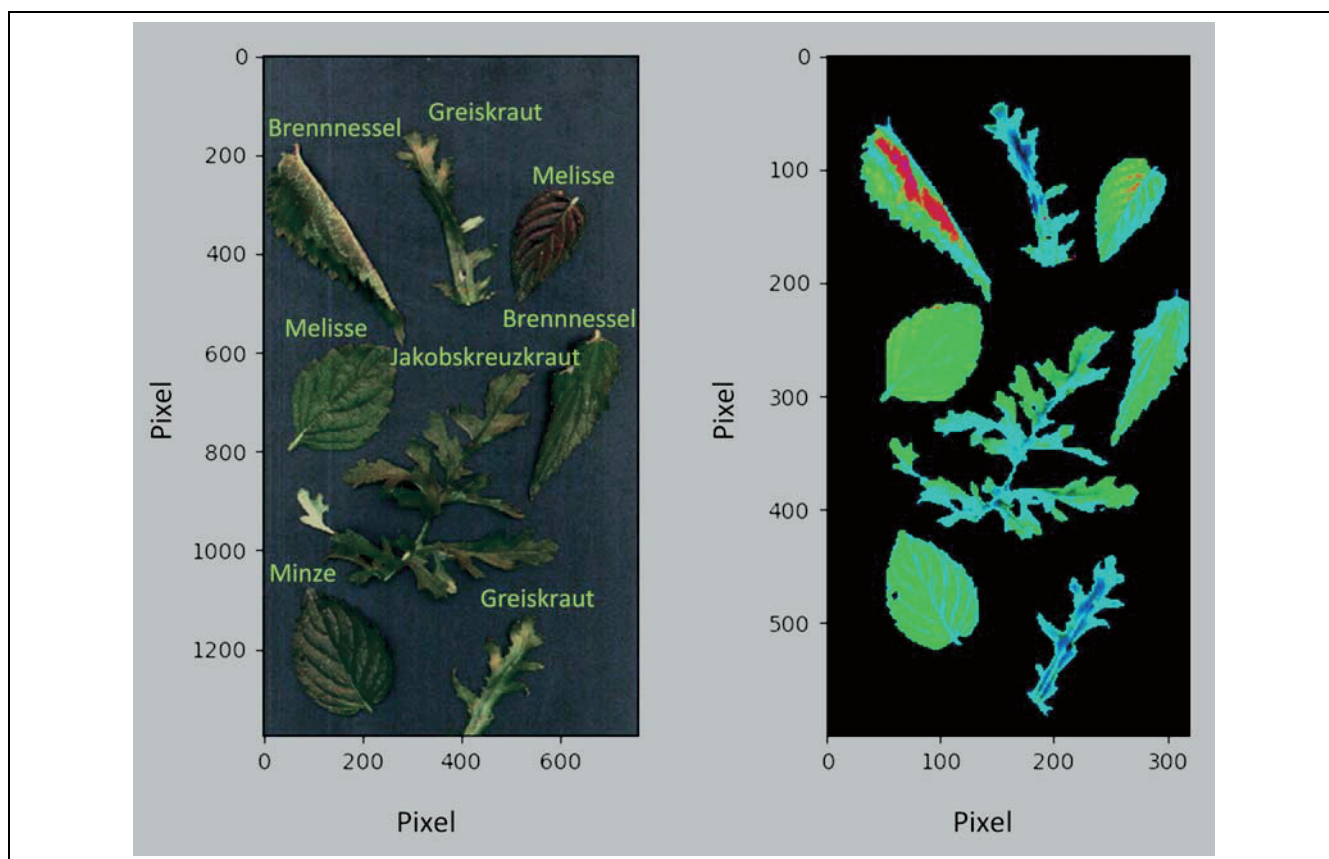 0
200
400
600
800
1000
1200
Pixel
Greiskraut
Brennnessel
Melisse
Brennnessel
Melisse
Jakobskreuzkraut
Minze
Greiskraut
0 200 400 600
Pixel
0
100
200
300
400
500
Pixel
0 100 200 300
Pixel